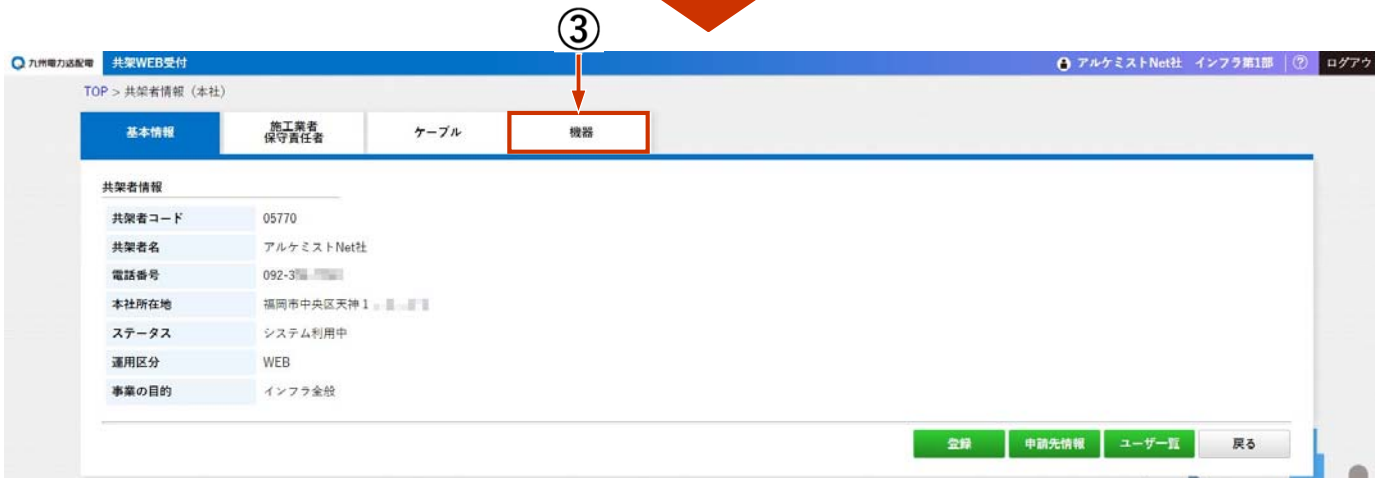 ③
九州電力送配電 共架WEB受付 アルケミストNet社 インフラ第1部 ? ログアウ
TOP > 共架者情報（本社）
基本情報 施工業者 ケーブル 機器
保守責任者
共架者情報
共架者コード 05770
共架者名 アルケミストNet社
電話番号 092-3
本社所在地 福岡市中央区天神1
ステータス システム利用中
運用区分 WEB
事業の目的 インフラ全般
登録 申請先情報 ユーザ一覧 戻る